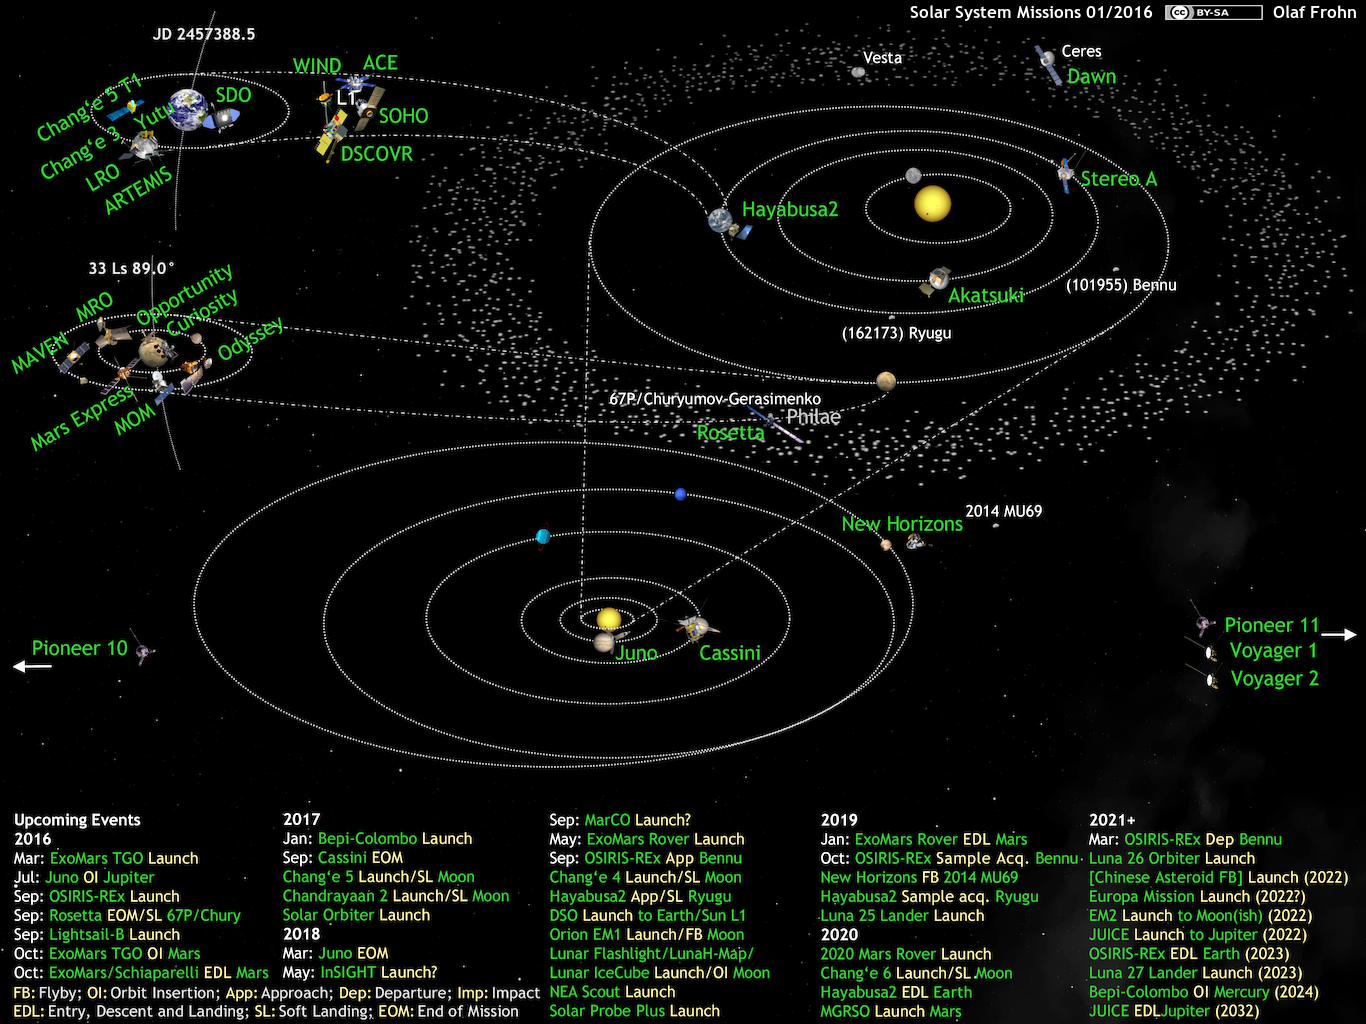 Solar System Missions 01/2016 cc BY-SA Olaf Frohn
JD 2457388.5
WIND
ACE
L1
SDO
SOHO
DSCOVR
Chang‘e 5 T1
Yutu
Chang‘e 3
LRO
ARTEMIS
Vesta
Ceres
Dawn
Stereo A
Hayabusa2
Akatsuki
(101955) Bennu
(162173) Ryugu
33 Ls 89.0°
MRO
Opportunity
Curiosity
MAVEN
Odyssey
Mars Express
MOM
67P/Churyumov-Gerasimenko
Philae
Rosetta
2014 MU69
New Horizons
Pioneer 10
Juno
Cassini
Pioneer 11
Voyager 1
Voyager 2
Upcoming Events
2016
Mar: ExoMars TGO Launch
Jul: Juno OI Jupiter
Sep: OSIRIS-REx Launch
Sep: Rosetta EOM/SL 67P/Chury
Sep: Lightsail-B Launch
Oct: ExoMars TGO OI Mars
Oct: ExoMars/Schiaparelli EDL Mars
FB: Flyby; OI: Orbit Insertion; App: Approach; Dep: Departure; Imp: Impact
EDL: Entry, Descent and Landing; SL: Soft Landing; EOM: End of Mission
2017
Jan: Bepi-Colombo Launch
Sep: Cassini EOM
Chang‘e 5 Launch/SL Moon
Chandrayaan 2 Launch/SL Moon
Solar Orbiter Launch
2018
Mar: Juno EOM
May: InSIGHT Launch?
Sep: MarCO Launch?
May: ExoMars Rover Launch
Sep: OSIRIS-REx App Bennu
Chang‘e 4 Launch/SL Moon
Hayabusa2 App/SL Ryugu
DSO Launch to Earth/Sun L1
Orion EM1 Launch/FB Moon
Lunar Flashlight/LunaH-Map/
Lunar IceCube Launch/OI Moon
NEA Scout Launch
Solar Probe Plus Launch
2019
Jan: ExoMars Rover EDL Mars
Oct: OSIRIS-REx Sample Acq. Bennu
New Horizons FB 2014 MU69
Hayabusa2 Sample acq. Ryugu
Luna 25 Lander Launch
2020
2020 Mars Rover Launch
Chang‘e 6 Launch/SL Moon
Hayabusa2 EDL Earth
MGRSO Launch Mars
2021+
Mar: OSIRIS-REx Dep Bennu
Luna 26 Orbiter Launch
[Chinese Asteroid FB] Launch (2022)
Europa Mission Launch (2022?)
EM2 Launch to Moon(ish) (2022)
JUICE Launch to Jupiter (2022)
OSIRIS-REx EDL Earth (2023)
Luna 27 Lander Launch (2023)
Bepi-Colombo OI Mercury (2024)
JUICE EDLJupiter (2032)